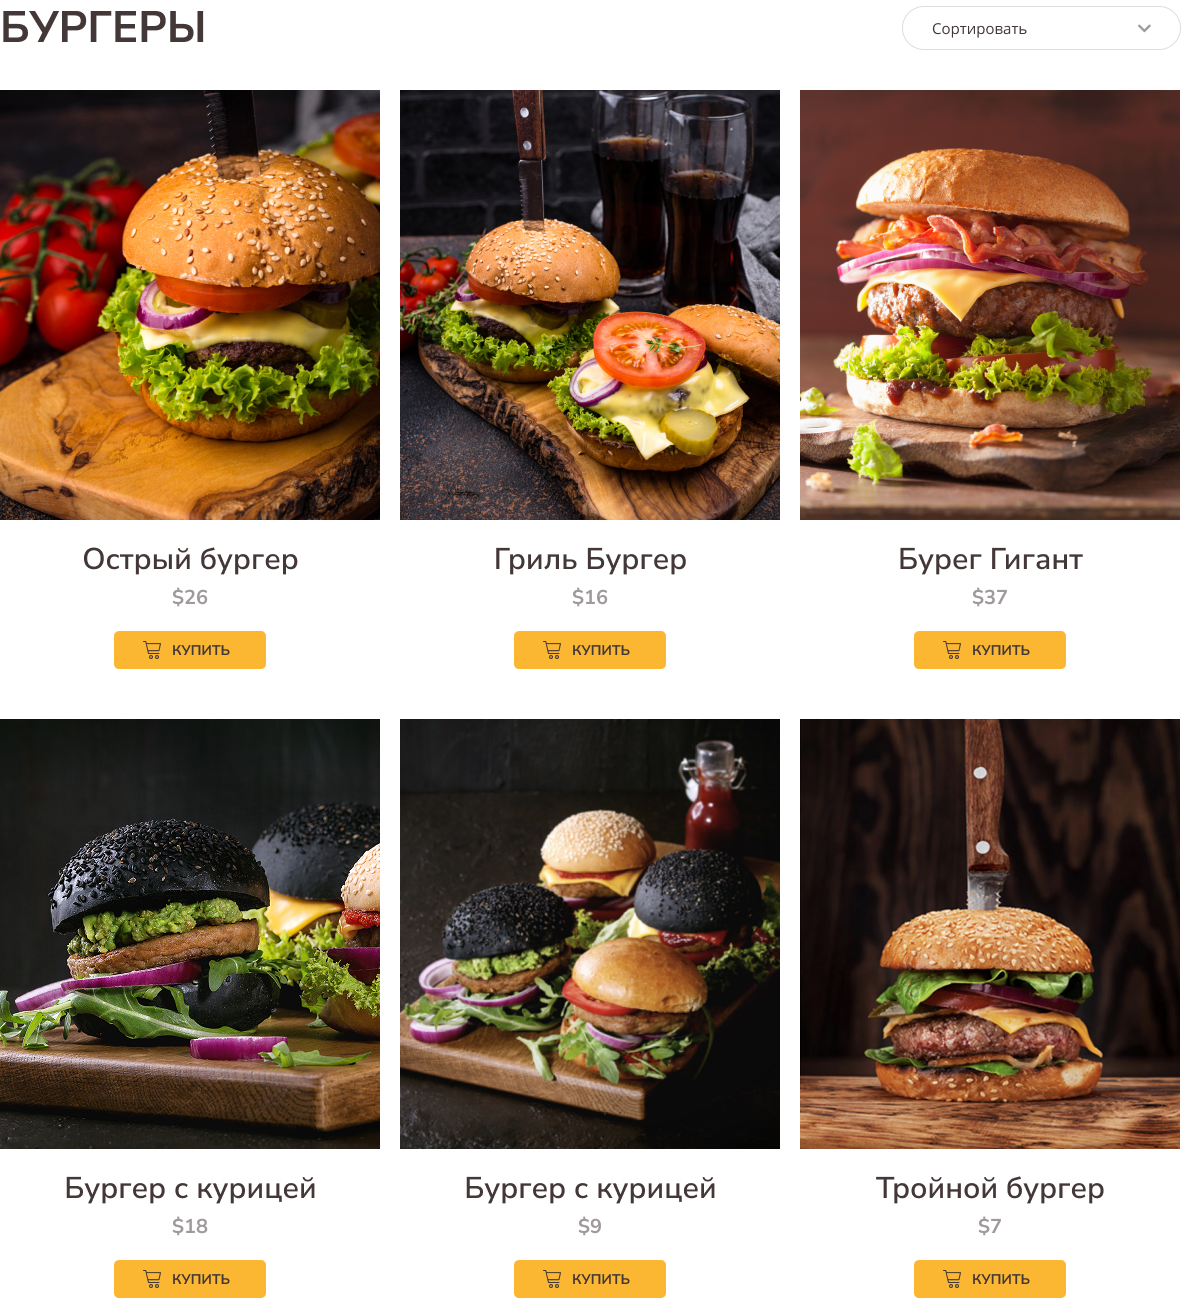 БУРГЕРЫ
Сортировать
Острый бургер
$26
КУПИТЬ
Гриль Бургер
$16
КУПИТЬ
Бурег Гигант
$37
КУПИТЬ
Бургер с курицей
$18
КУПИТЬ
Бургер с курицей
$9
КУПИТЬ
Тройной бургер
$7
КУПИТЬ